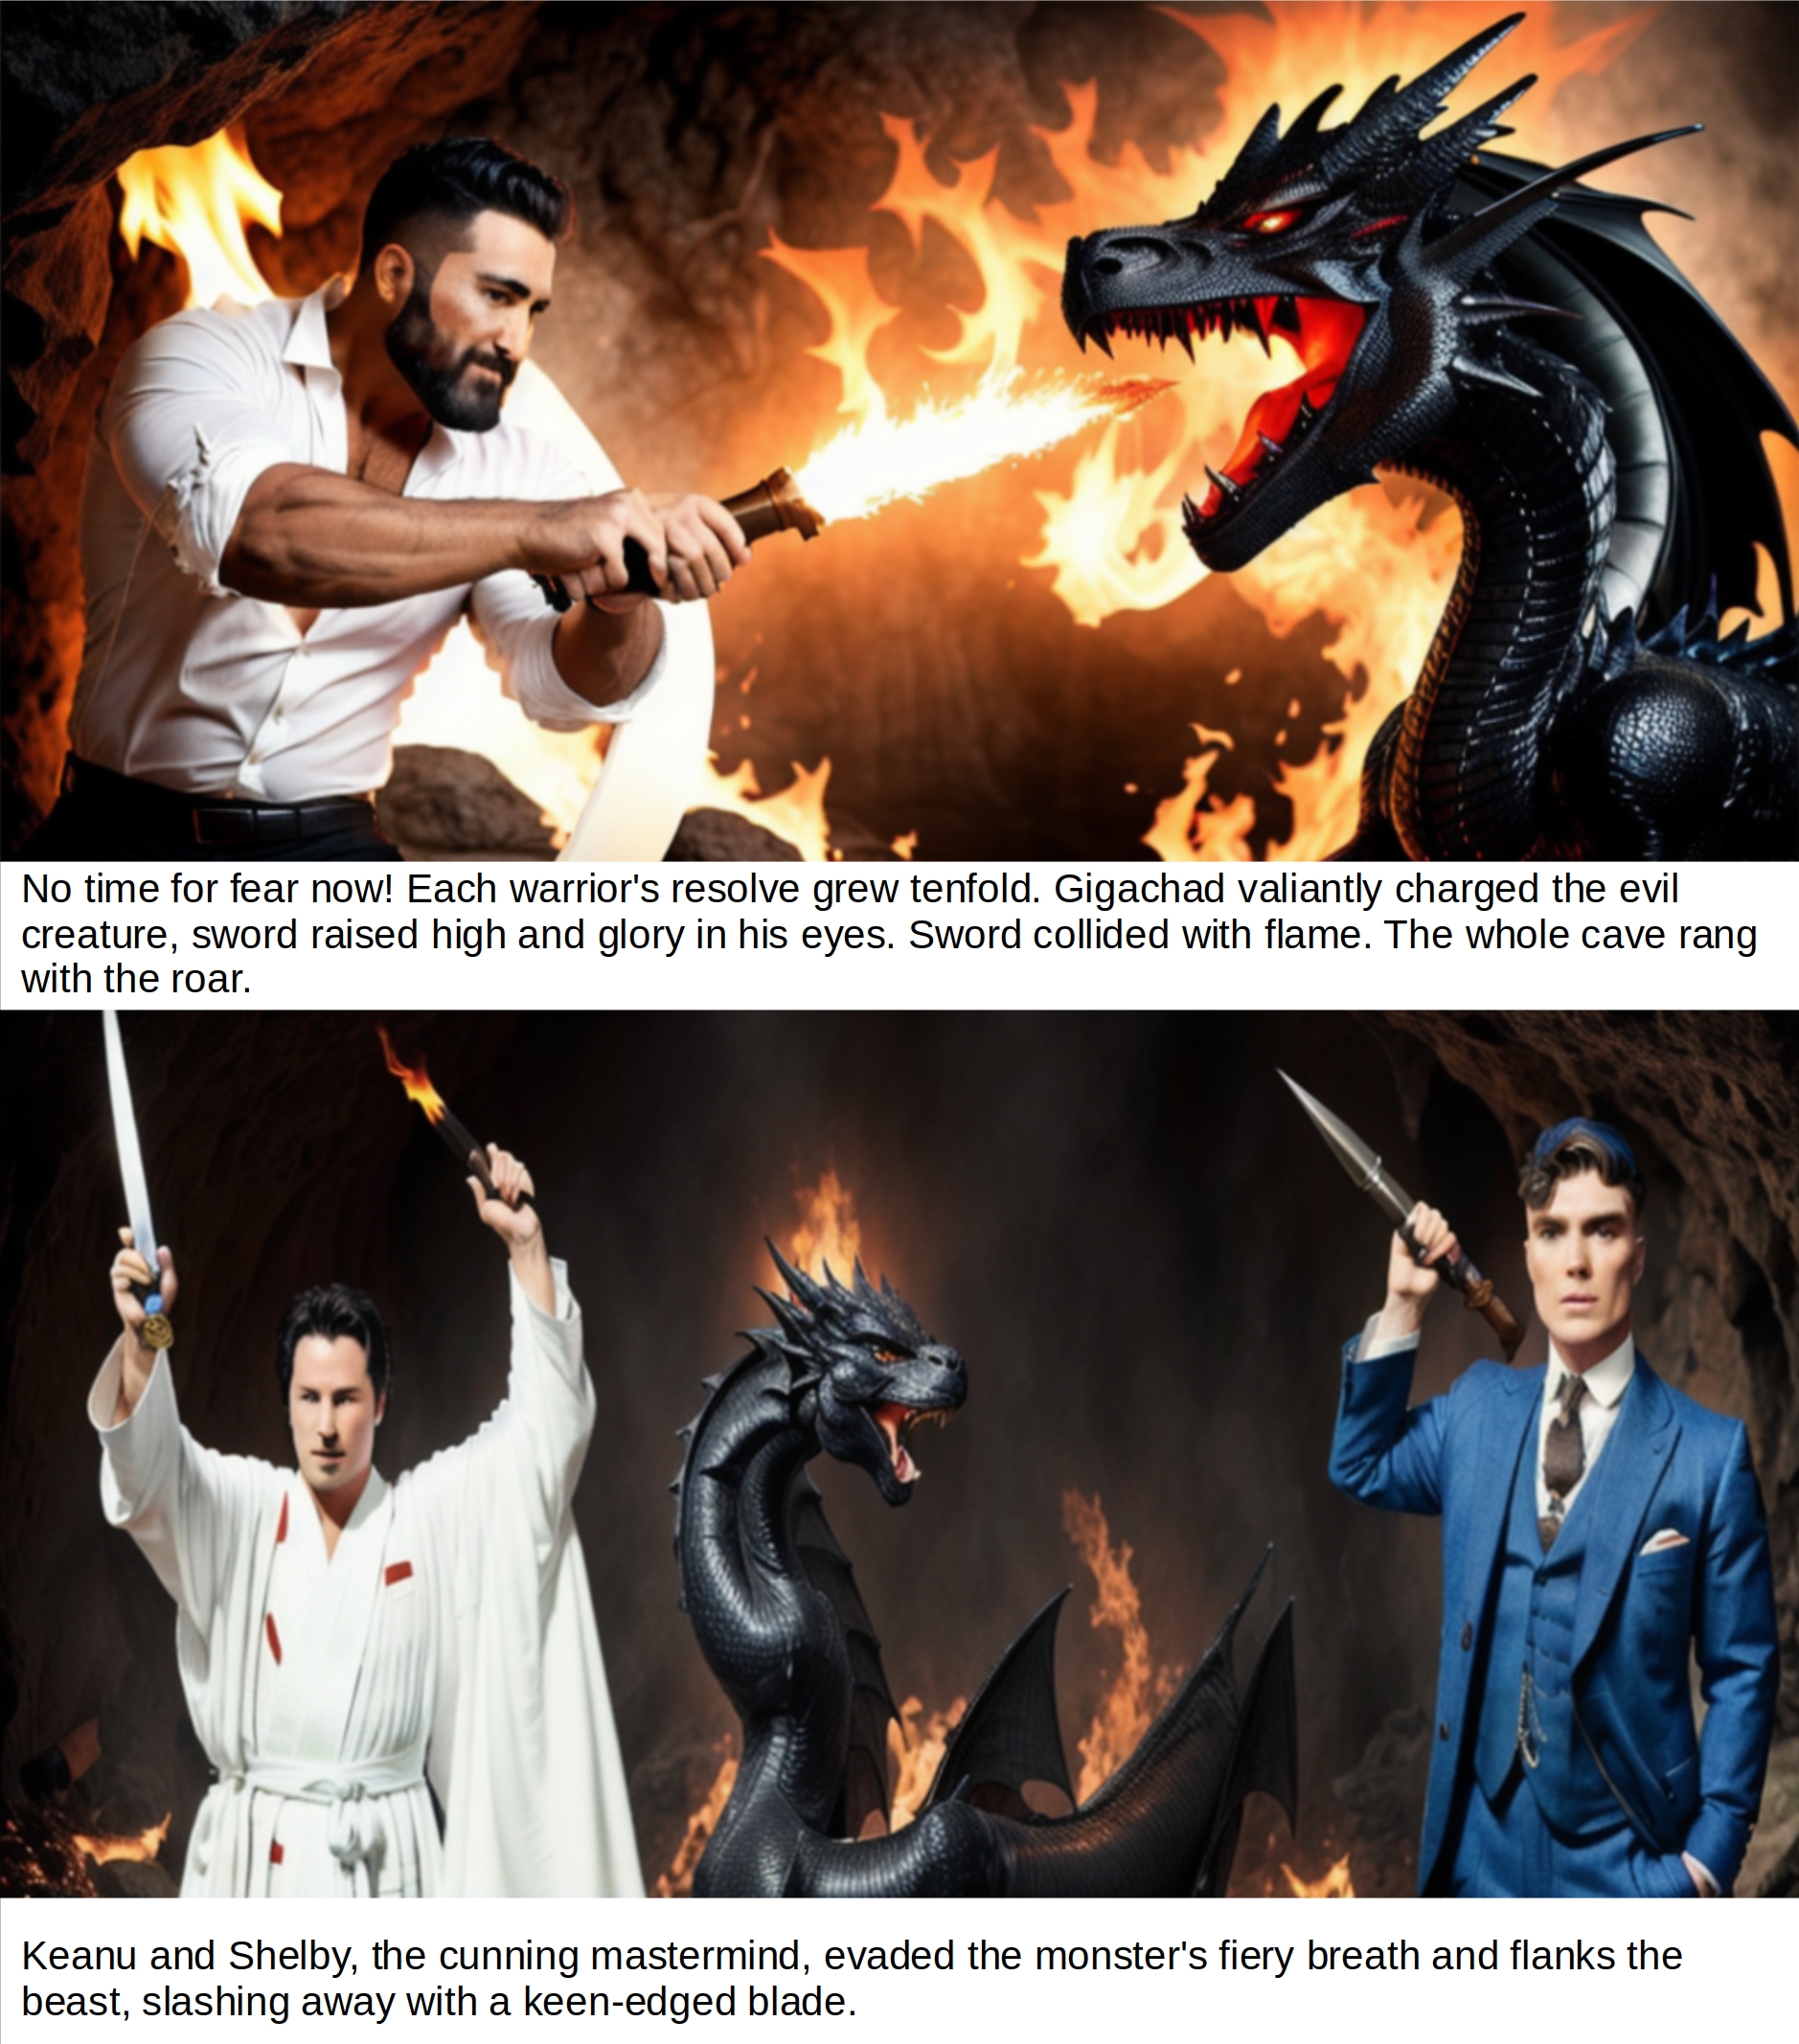 No time for fear now! Each warrior's resolve grew tenfold. Gigachad valiantly charged the evil
creature, sword raised high and glory in his eyes. Sword collided with flame. The whole cave rang
with the roar.
Keanu and Shelby, the cunning mastermind, evaded the monster's fiery breath and flanks the
beast, slashing away with a keen-edged blade.